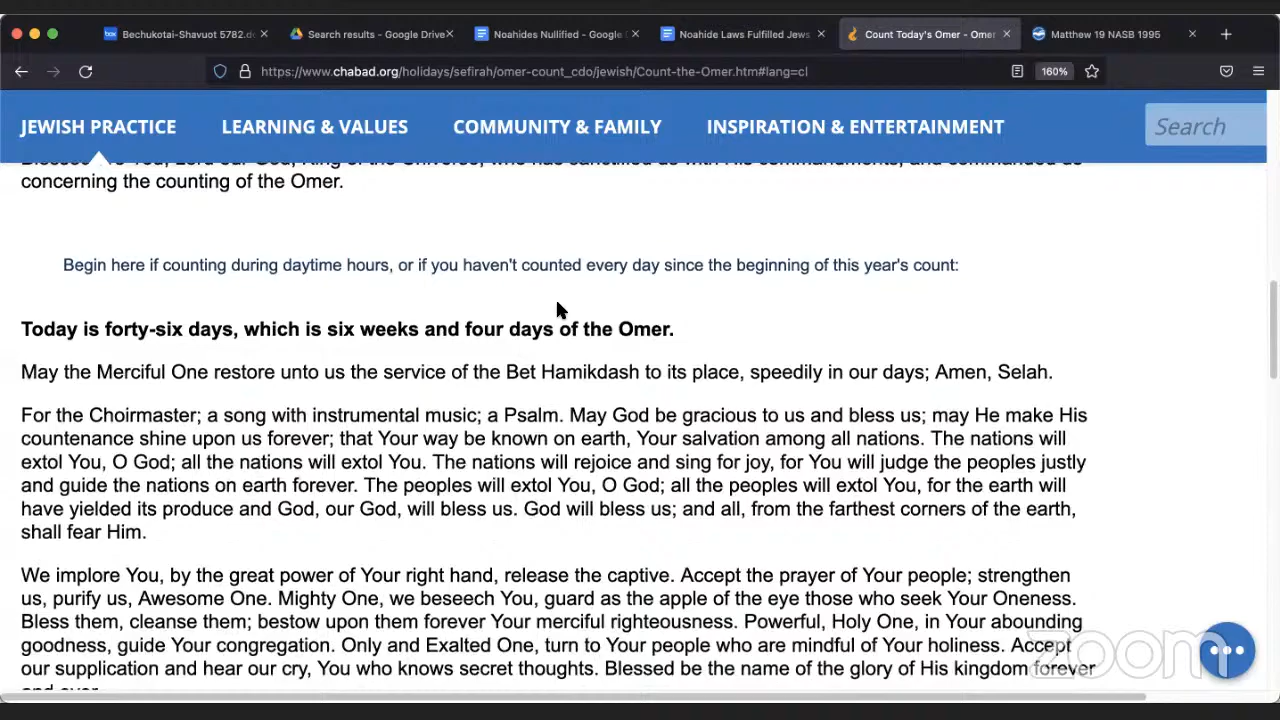 Bechukotai-Shavuot 5782.d
Search results - Google Drive
Noahides Nullified - Google
Noahide Laws Fulfilled Jews
Count Today's Omer - Omer
Matthew 19 NASB 1995
https://www.chabad.org/holidays/sefirah/omer-count_cdo/jewish/Count-the-Omer.htm#lang=cl
160%
JEWISH PRACTICE
LEARNING & VALUES
COMMUNITY & FAMILY
INSPIRATION & ENTERTAINMENT
Search
concerning the counting of the Omer.
Begin here if counting during daytime hours, or if you haven't counted every day since the beginning of this year's count:
Today is forty-six days, which is six weeks and four days of the Omer.
May the Merciful One restore unto us the service of the Bet Hamikdash to its place, speedily in our days; Amen, Selah.
For the Choirmaster; a song with instrumental music; a Psalm. May God be gracious to us and bless us; may He make His
countenance shine upon us forever; that Your way be known on earth, Your salvation among all nations. The nations will
extol You, O God; all the nations will extol You. The nations will rejoice and sing for joy, for You will judge the peoples justly
and guide the nations on earth forever. The peoples will extol You, O God; all the peoples will extol You, for the earth will
have yielded its produce and God, our God, will bless us. God will bless us; and all, from the farthest corners of the earth,
shall fear Him.
We implore You, by the great power of Your right hand, release the captive. Accept the prayer of Your people; strengthen
us, purify us, Awesome One. Mighty One, we beseech You, guard as the apple of the eye those who seek Your Oneness.
Bless them, cleanse them; bestow upon them forever Your merciful righteousness. Powerful, Holy One, in Your abounding
goodness, guide Your congregation. Only and Exalted One, turn to Your people who are mindful of Your holiness. Accept
our supplication and hear our cry, You who knows secret thoughts. Blessed be the name of the glory of His kingdom forever
zoom